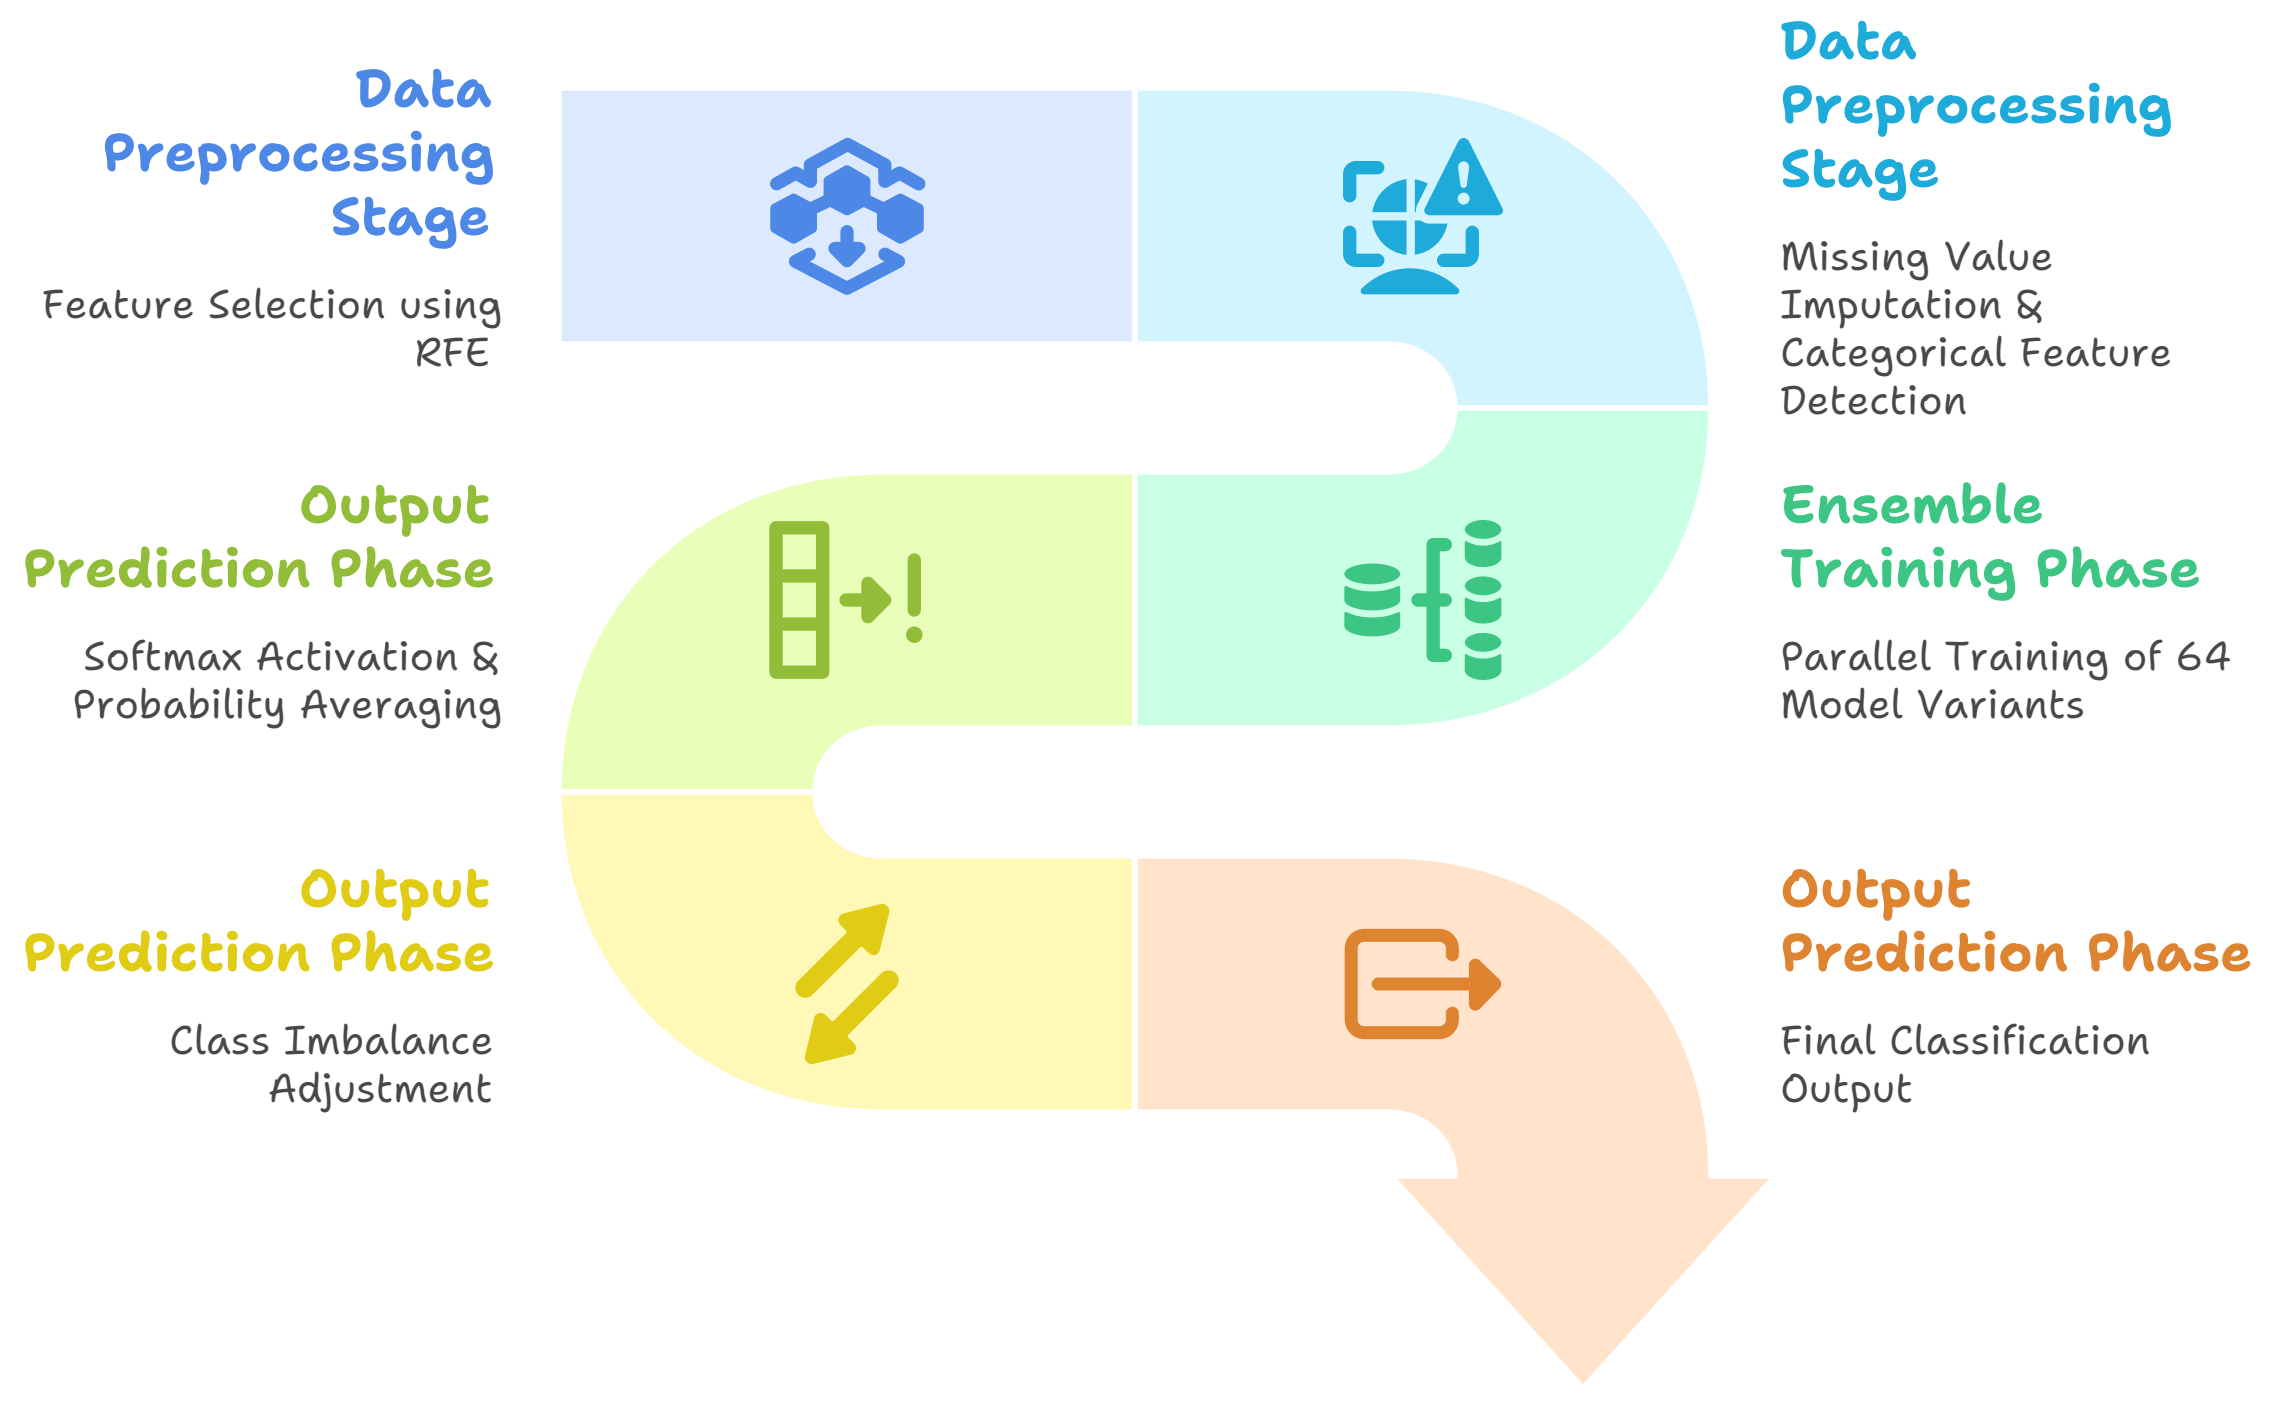 Data
Preprocessing
Stage
Feature Selection using
RFE
Data
Preprocessing
Stage
Missing Value
Imputation &
Categorical Feature
Detection
Ensemble
Training Phase
Parallel Training of 64
Model Variants
Output
Prediction Phase
Softmax Activation &
Probability Averaging
Output
Prediction Phase
Class Imbalance
Adjustment
Output
Prediction Phase
Final Classification
Output